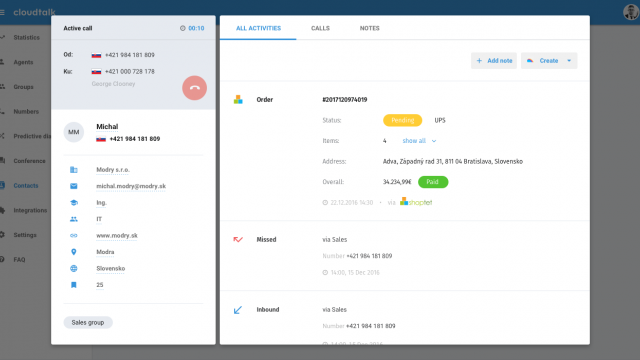 cloudtalk
Statistics
Agents
Groups
Numbers
Predictive dia
Conference
Contacts
Integrations
Settings
FAQ
Active call
00:10
Od:
+421 984 181 809
Ku:
+421 000 728 178
George Clooney
MM
Michal
+421 984 181 809
Modry s.r.o.
michal.modry@modry.sk
Ing.
IT
www.modry.sk
Modra
Slovensko
25
Sales group
ALL ACTIVITIES CALLS NOTES
+ Add note Create
Order #2017120974019
Status: Pending UPS
Items: 4 show all
Address: Adva, Západný rad 31, 811 04 Bratislava, Slovensko
Overall: 34.234,99€ Paid
22.12.2016 14:30 • via shoptet
Missed via Sales
Number +421 984 181 809
14:00, 15 Dec 2016
Inbound via Sales
Number +421 984 181 809